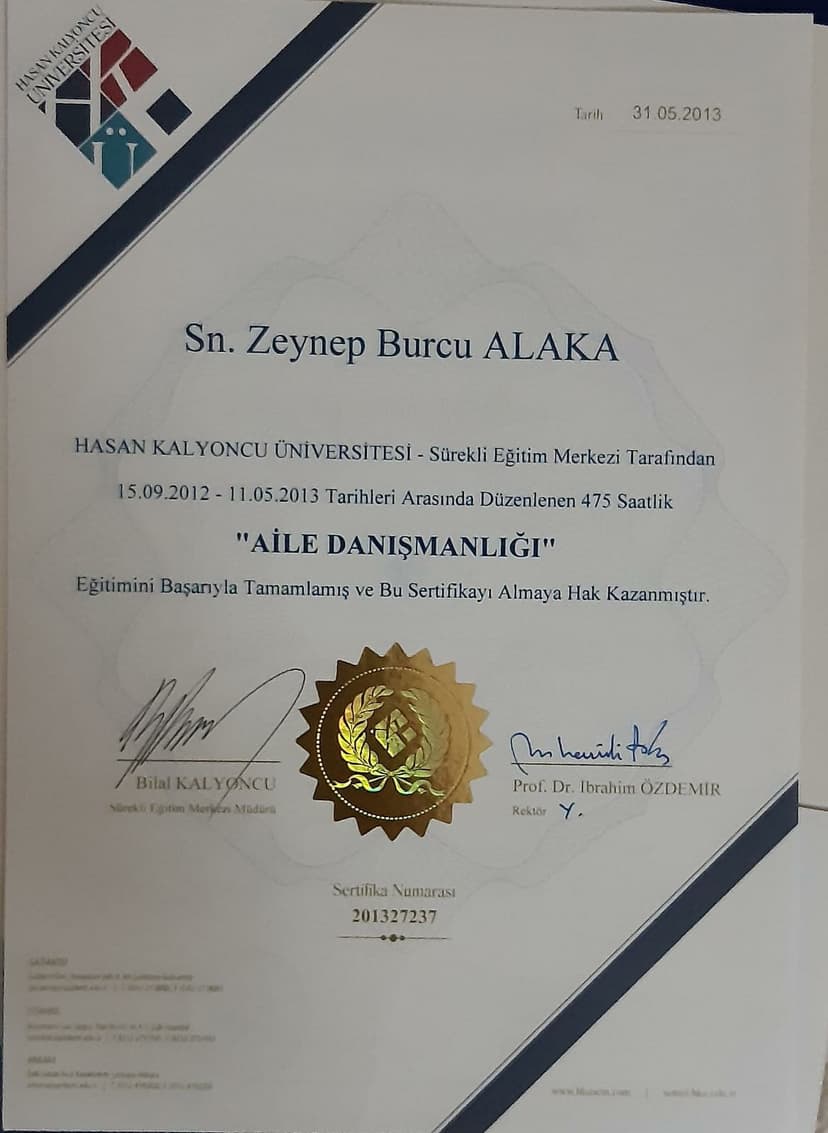 HASAN KALYONCU
ÜNİVERSİTESİ
Tarih 31.05.2013
Sn. Zeynep Burcu ALAKA
HASAN KALYONCU ÜNİVERSİTESİ - Sürekli Eğitim Merkezi Tarafından
15.09.2012 - 11.05.2013 Tarihleri Arasında Düzenlenen 475 Saatlik
"AİLE DANIŞMANLIĞI"
Eğitimini Başarıyla Tamamlamış ve Bu Sertifikayı Almaya Hak Kazanmıştır.
Bilal KALYONCU
Sürekli Eğitim Merkezi Müdürü
Prof. Dr. Ibrahim ÖZDEMİR
Rektör Y.
Sertifika Numarası
201327237